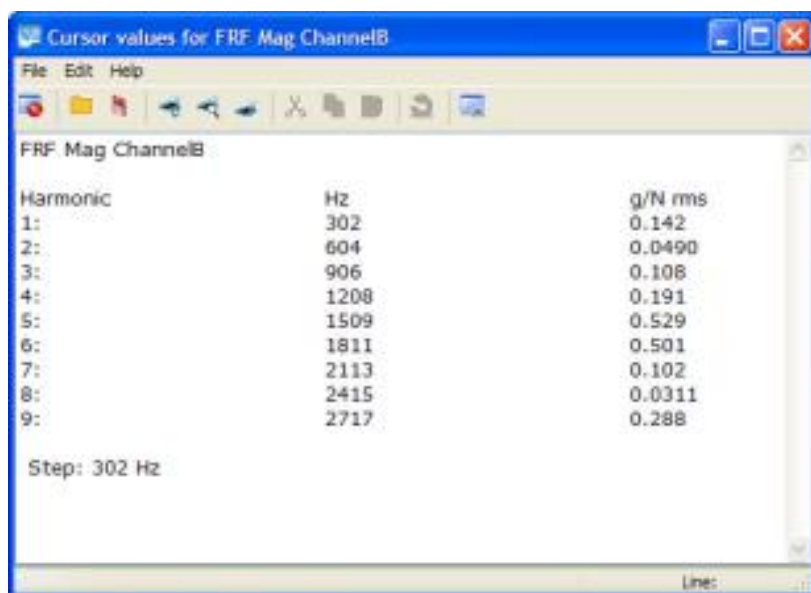 Cursor values for FRF Mag ChannelB
File Edit Help
FRF Mag ChannelB
Harmonic Hz g/N rms
1: 302 0.142
2: 604 0.0490
3: 906 0.108
4: 1208 0.191
5: 1509 0.529
6: 1811 0.501
7: 2113 0.102
8: 2415 0.0311
9: 2717 0.288
Step: 302 Hz
Line: